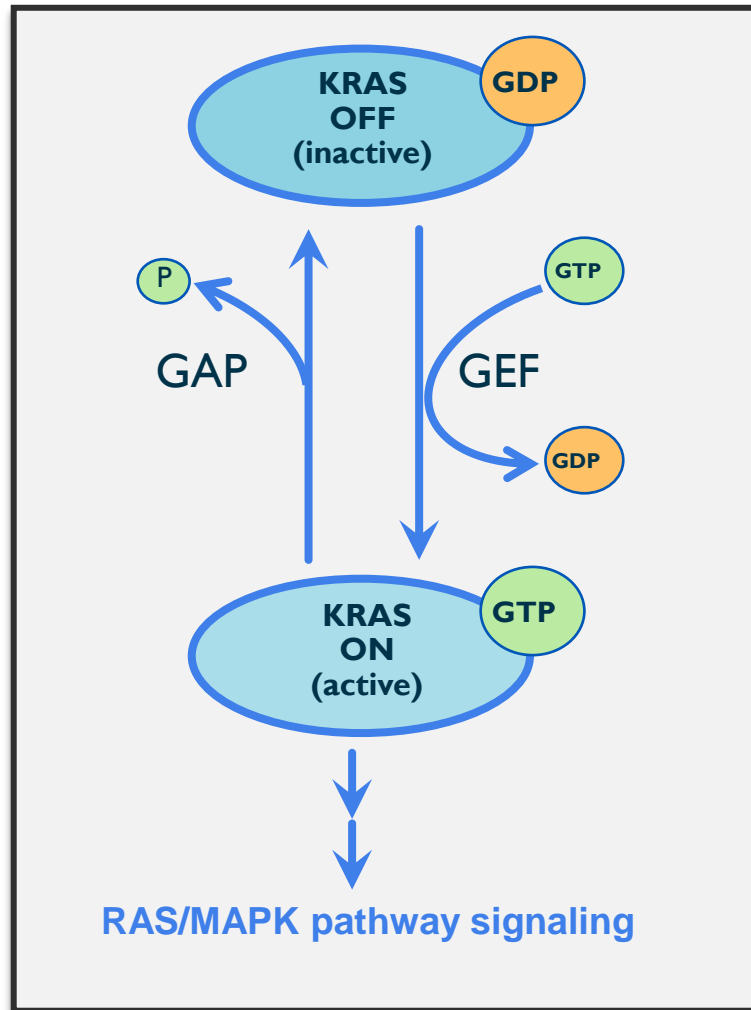 KRAS
OFF
(inactive)
GDP
P
GTP
GAP
GEF
GDP
KRAS
ON
(active)
GTP
RAS/MAPK pathway signaling